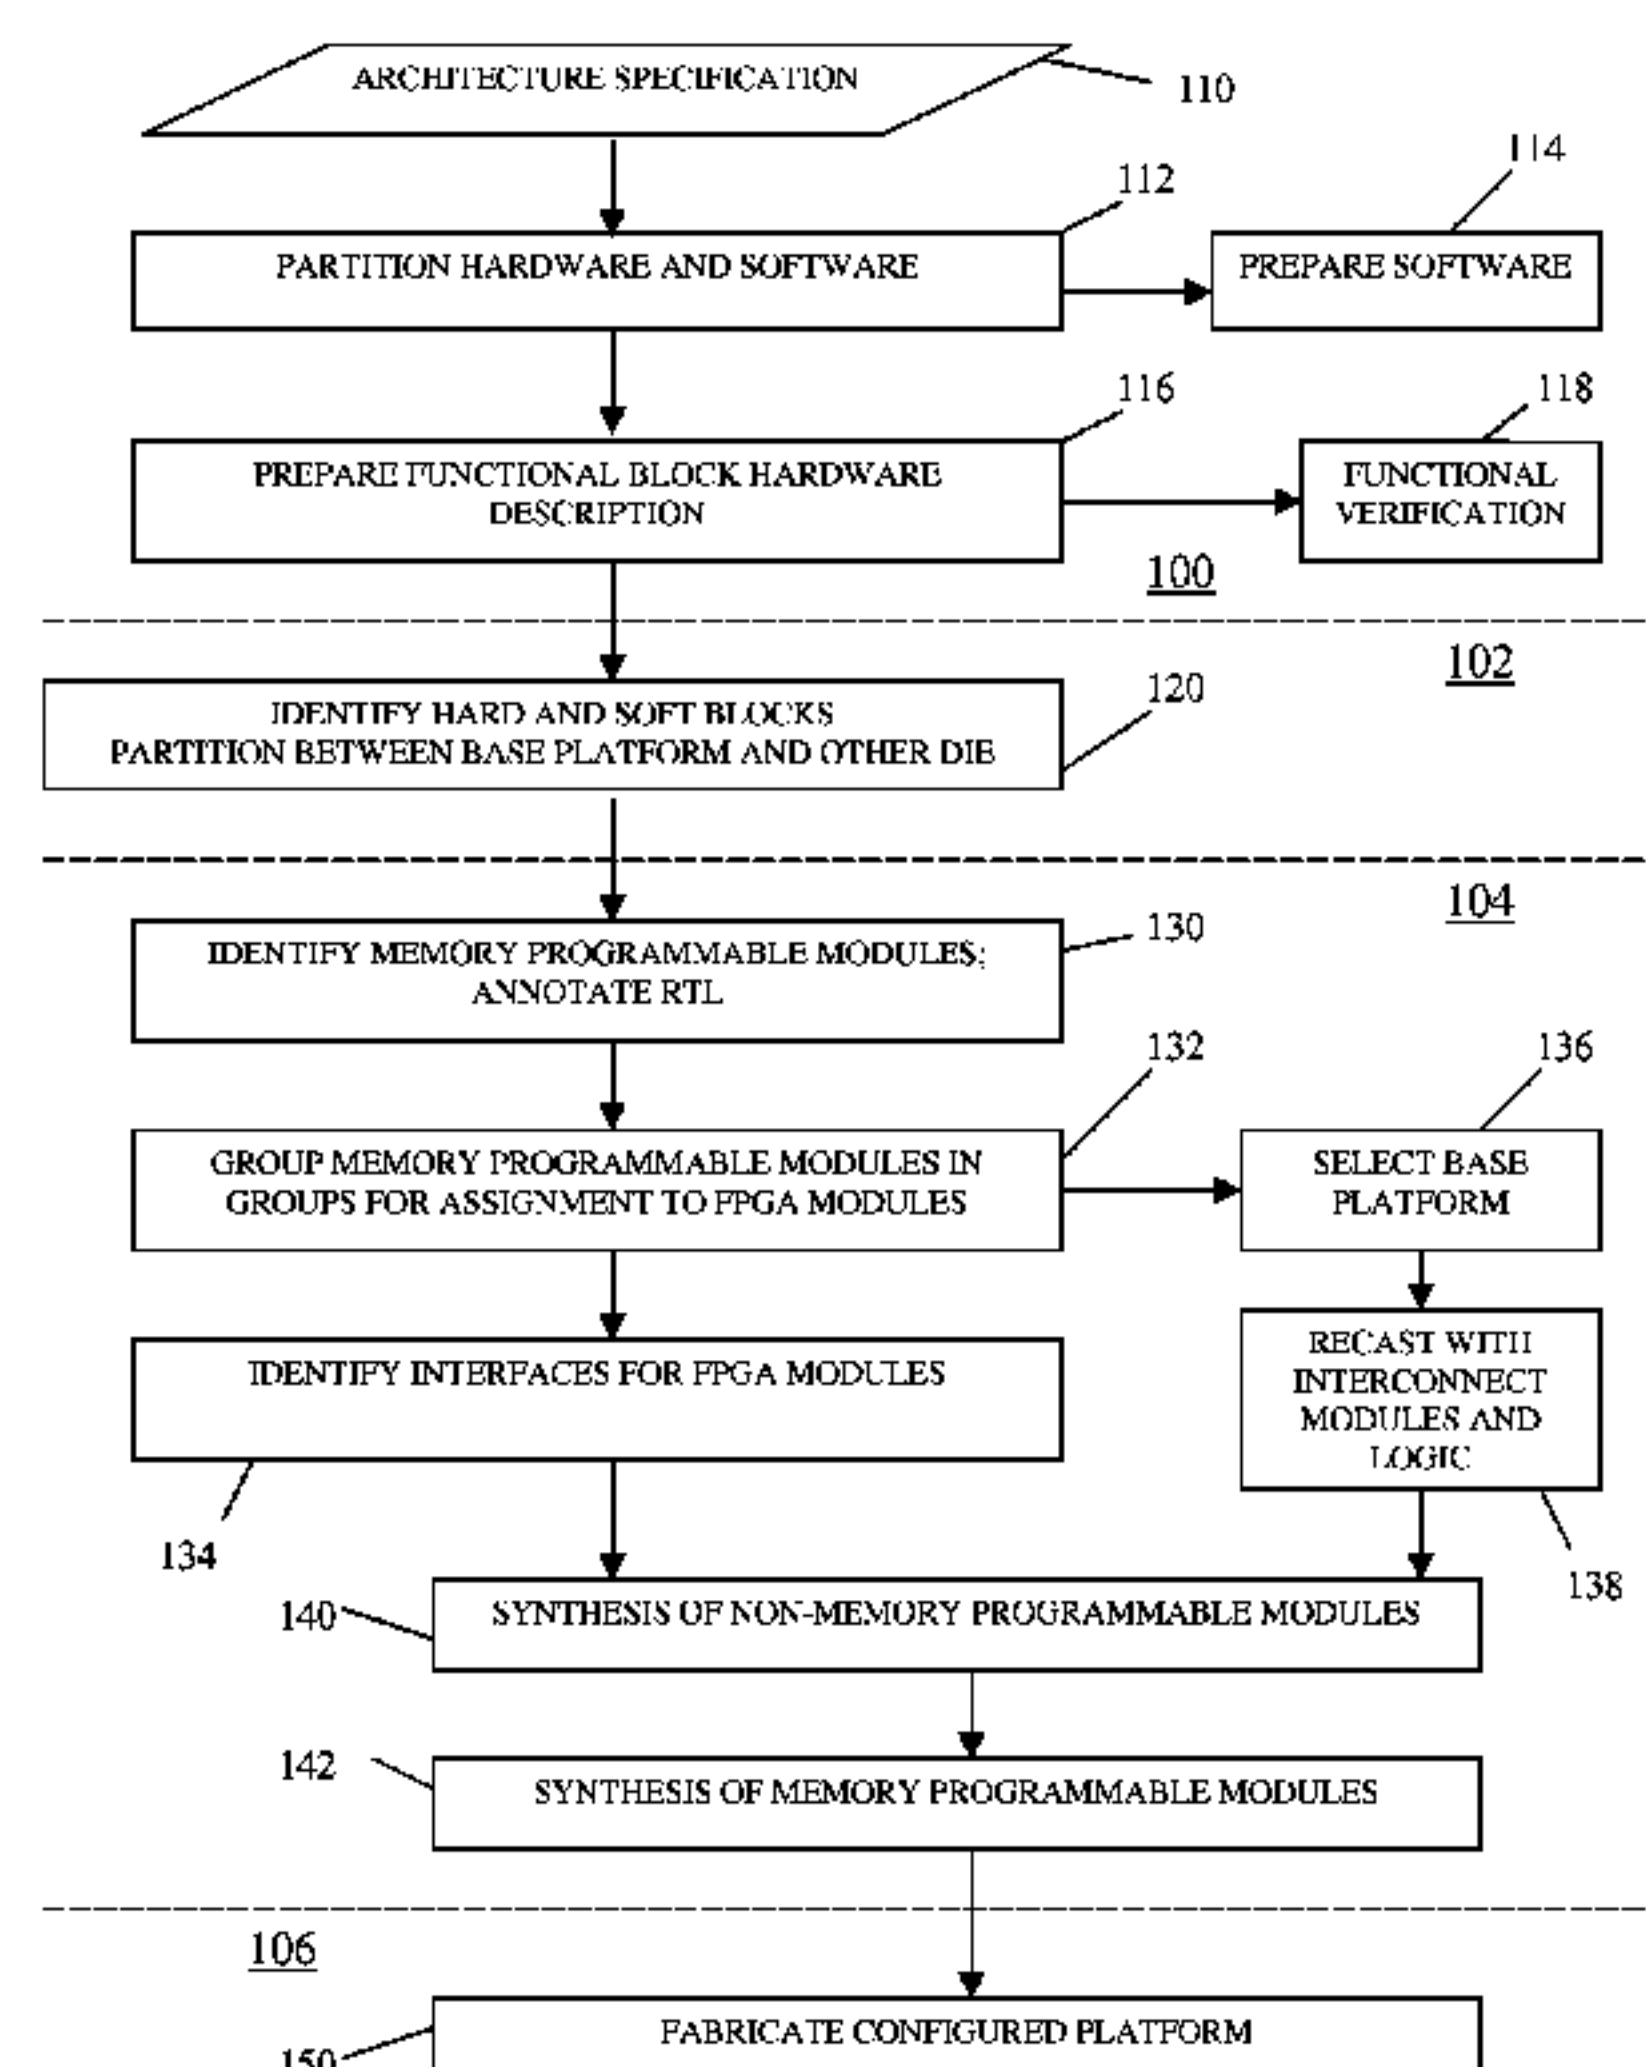 ARCHITECTURE SPECIFICATION
110
114
112
PARTITION HARDWARE AND SOFTWARE
PREPARE SOFTWARE
116
118
PREPARE FUNCTIONAL BLOCK HARDWARE
DESCRIPTION
FUNCTIONAL
VERIFICATION
100
102
120
IDENTIFY HARD AND SOFT BLOCKS
PARTITION BETWEEN BASE PLATFORM AND OTHER DIE
104
130
IDENTIFY MEMORY PROGRAMMABLE MODULES;
ANNOTATE RTL
132
136
GROUP MEMORY PROGRAMMABLE MODULES IN
GROUPS FOR ASSIGNMENT TO FPGA MODULES
SELECT BASE
PLATFORM
IDENTIFY INTERFACES FOR FPGA MODULES
RECAST WITH
INTERCONNECT
MODULES AND
LOGIC
134
138
140
SYNTHESIS OF NON-MEMORY PROGRAMMABLE MODULES
142
SYNTHESIS OF MEMORY PROGRAMMABLE MODULES
106
FABRICATE CONFIGURED PLATFORM
150